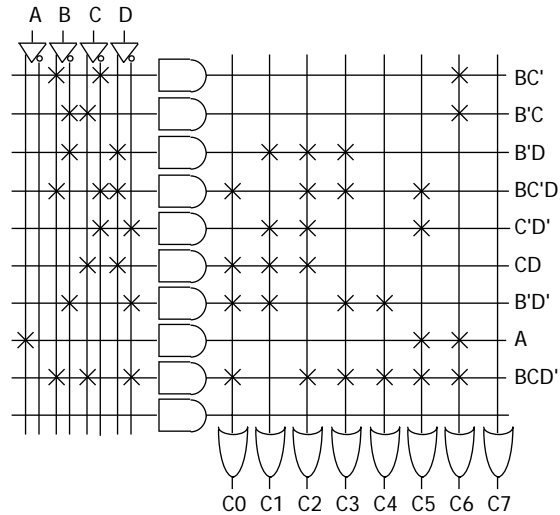 A B C D
BC'
B'C
B'D
BC'D
C'D'
CD
B'D'
A
BCD'
C0 C1 C2 C3 C4 C5 C6 C7